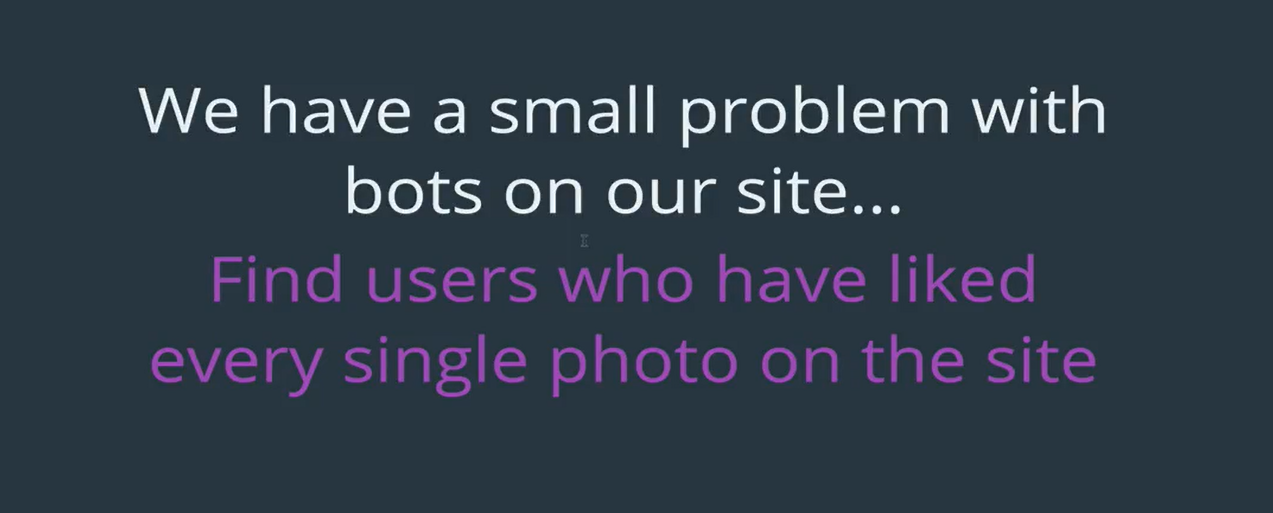 We have a small problem with
bots on our site...
Find users who have liked
every single photo on the site